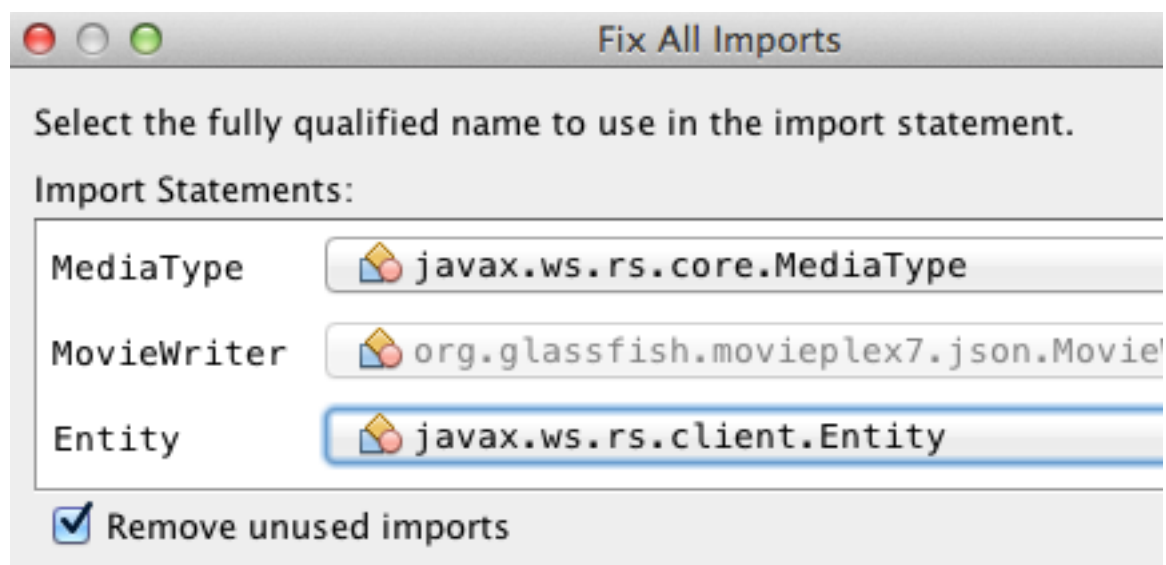 Fix All Imports
Select the fully qualified name to use in the import statement.
Import Statements:
MediaType javax.ws.rs.core.MediaType
MovieWriter org.glassfish.movieplex7.json.Movie
Entity javax.ws.rs.client.Entity
Remove unused imports